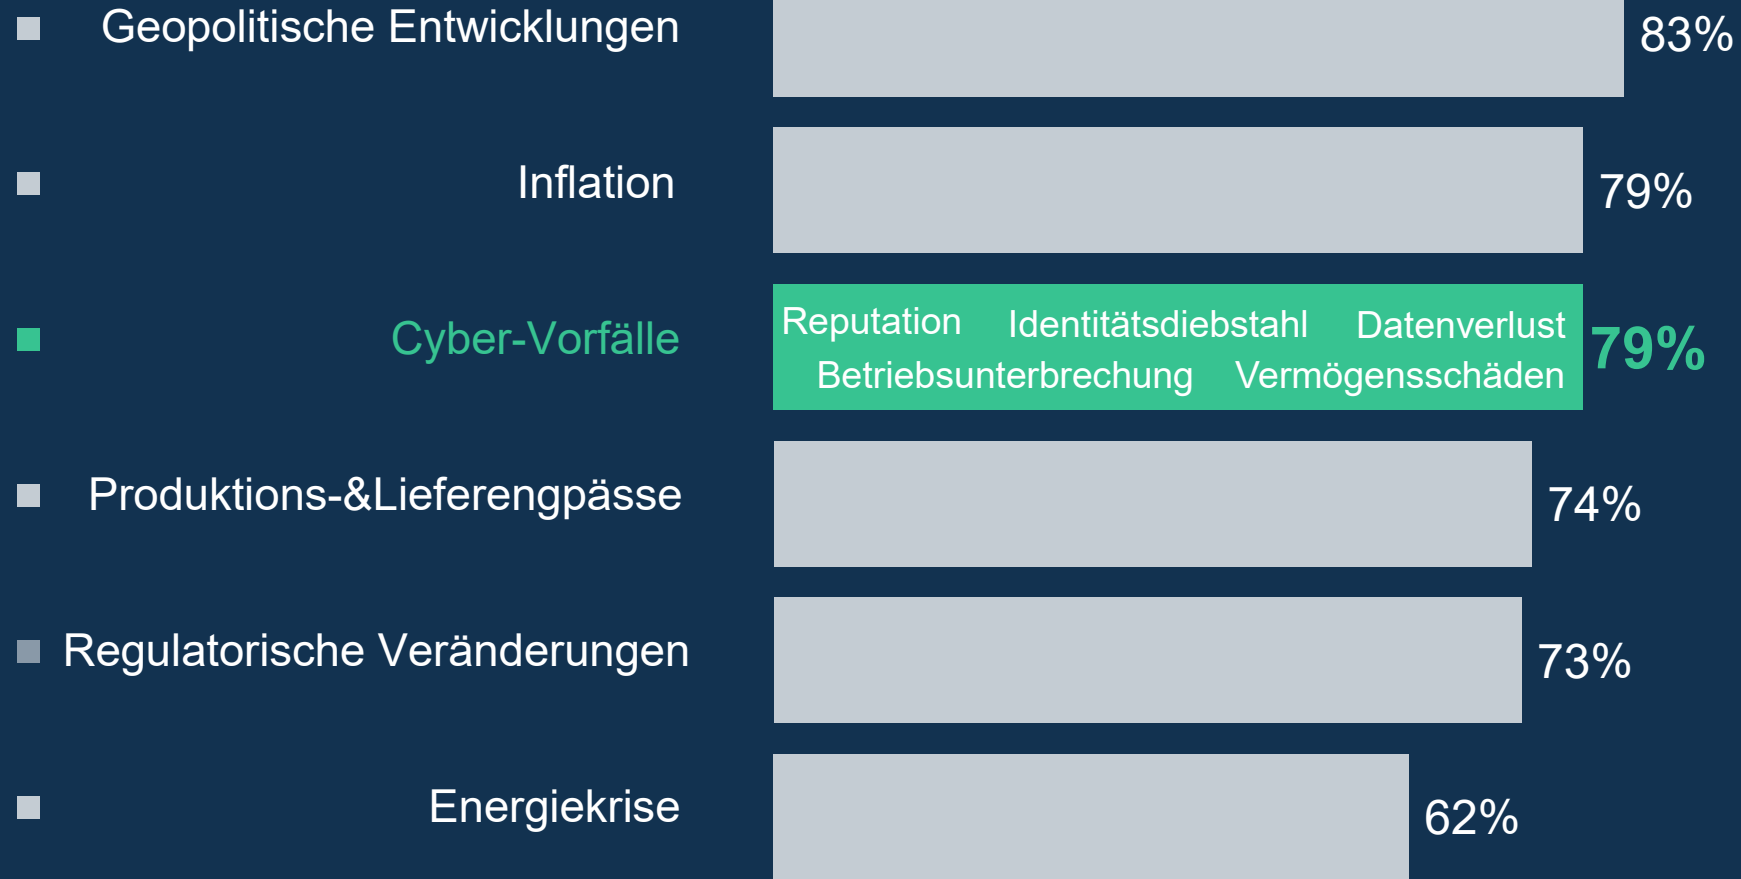 Geopolitische Entwicklungen 83%
Inflation 79%
Cyber-Vorfälle 79%
Reputation Identitätsdiebstahl Datenverlust
Betriebsunterbrechung Vermögensschäden
Produktions-&Lieferengpässe 74%
Regulatorische Veränderungen 73%
Energiekrise 62%